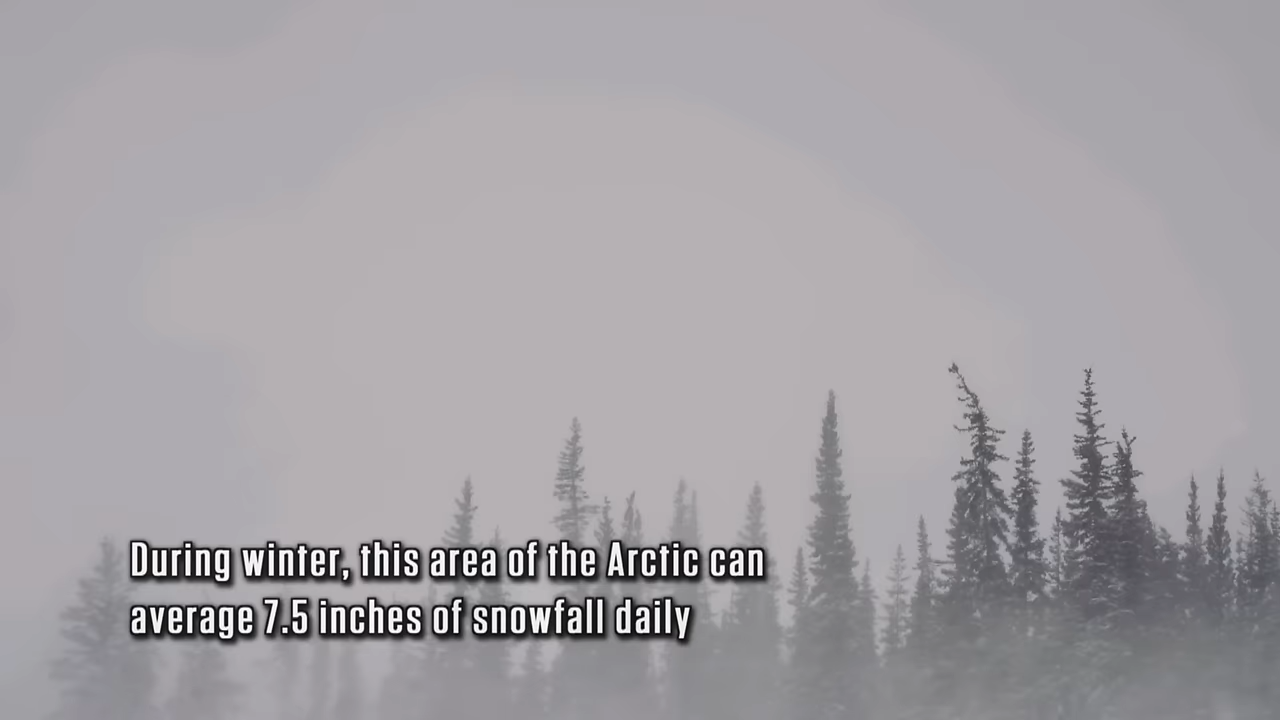 During winter, this area of the Arctic can
average 7.5 inches of snowfall daily